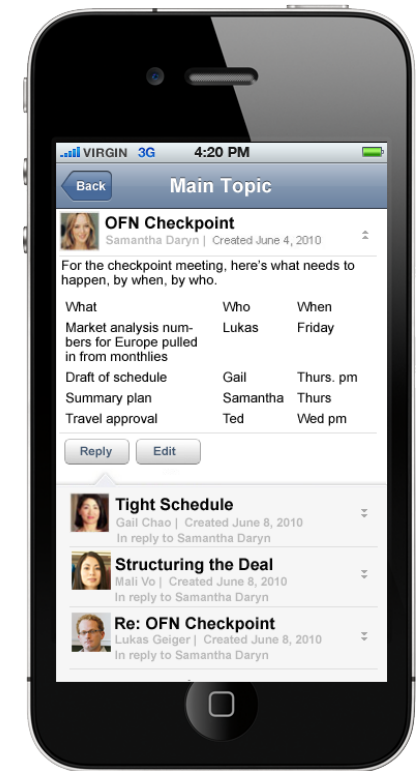 VIRGIN 3G 4:20 PM
Back Main Topic
OFN Checkpoint
Samantha Daryn | Created June 4, 2010
For the checkpoint meeting, here's what needs to
happen, by when, by who.
What Who When
Market analysis num- Lukas Friday
bers for Europe pulled
in from monthlies
Draft of schedule Gail Thurs. pm
Summary plan Samantha Thurs
Travel approval Ted Wed pm
Reply Edit
Tight Schedule
Gail Chao | Created June 8, 2010
In reply to Samantha Daryn
Structuring the Deal
Mali Vo | Created June 8, 2010
In reply to Samantha Daryn
Re: OFN Checkpoint
Lukas Geiger | Created June 8, 2010
In reply to Samantha Daryn